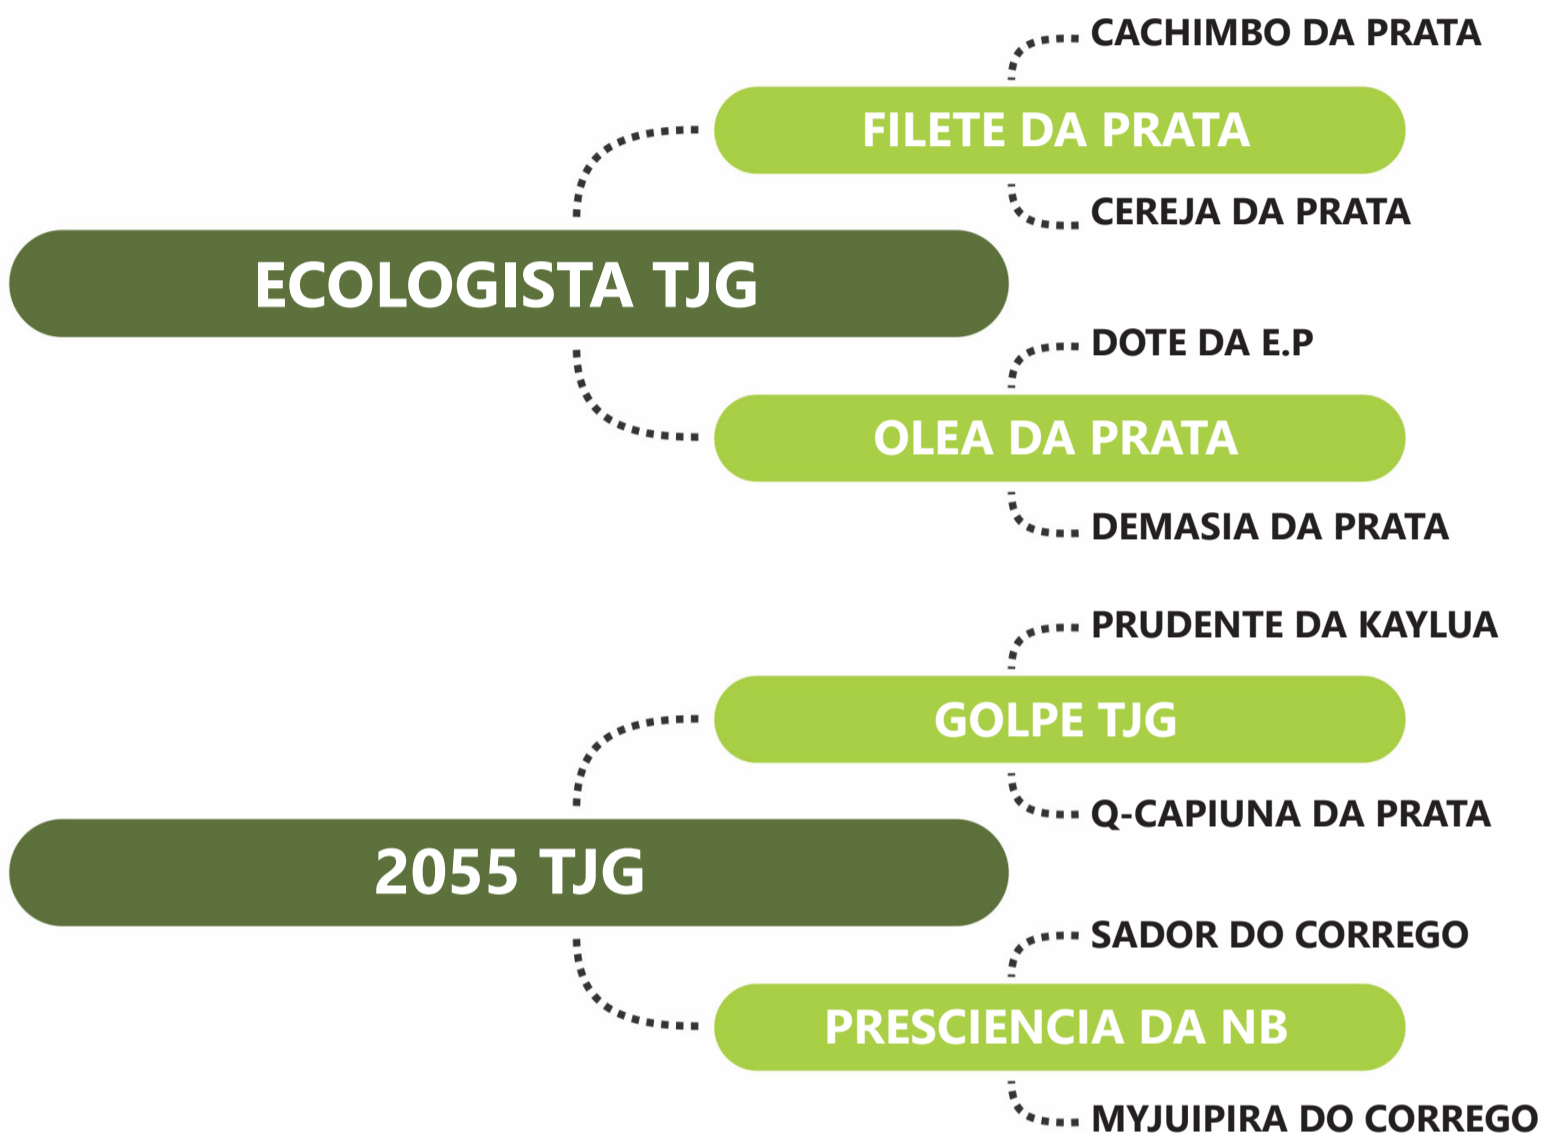 CACHIMBO DA PRATA
FILETE DA PRATA
CEREJA DA PRATA
ECOLOGISTA TJG
DOTE DA E.P
OLEA DA PRATA
DEMASIA DA PRATA
PRUDENTE DA KAYLUA
GOLPE TJG
Q-CAPIUNA DA PRATA
2055 TJG
SADOR DO CORREGO
PRESCIENCIA DA NB
MYJUIPIRA DO CORREGO